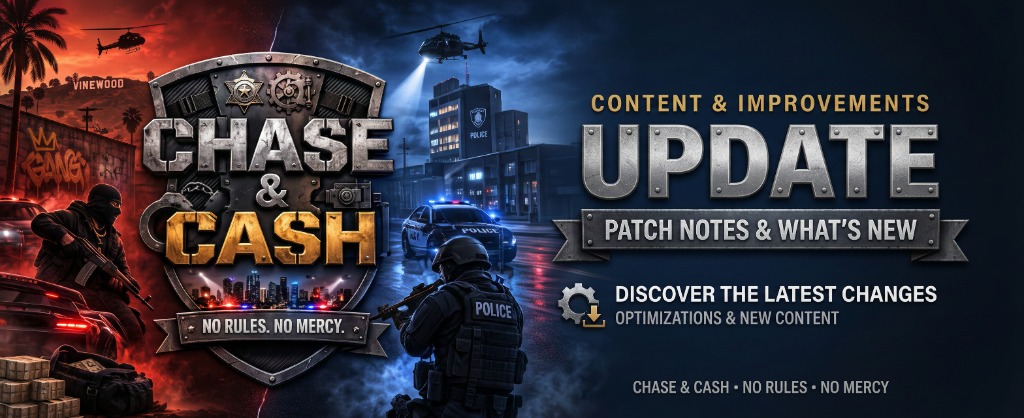 VINEWOOD
GANG
CHASE
&
CASH
NO RULES. NO MERCY.
POLICE
POLICE
POLICE
CONTENT & IMPROVEMENTS
UPDATE
PATCH NOTES & WHAT'S NEW
DISCOVER THE LATEST CHANGES
OPTIMIZATIONS & NEW CONTENT
CHASE & CASH • NO RULES • NO MERCY